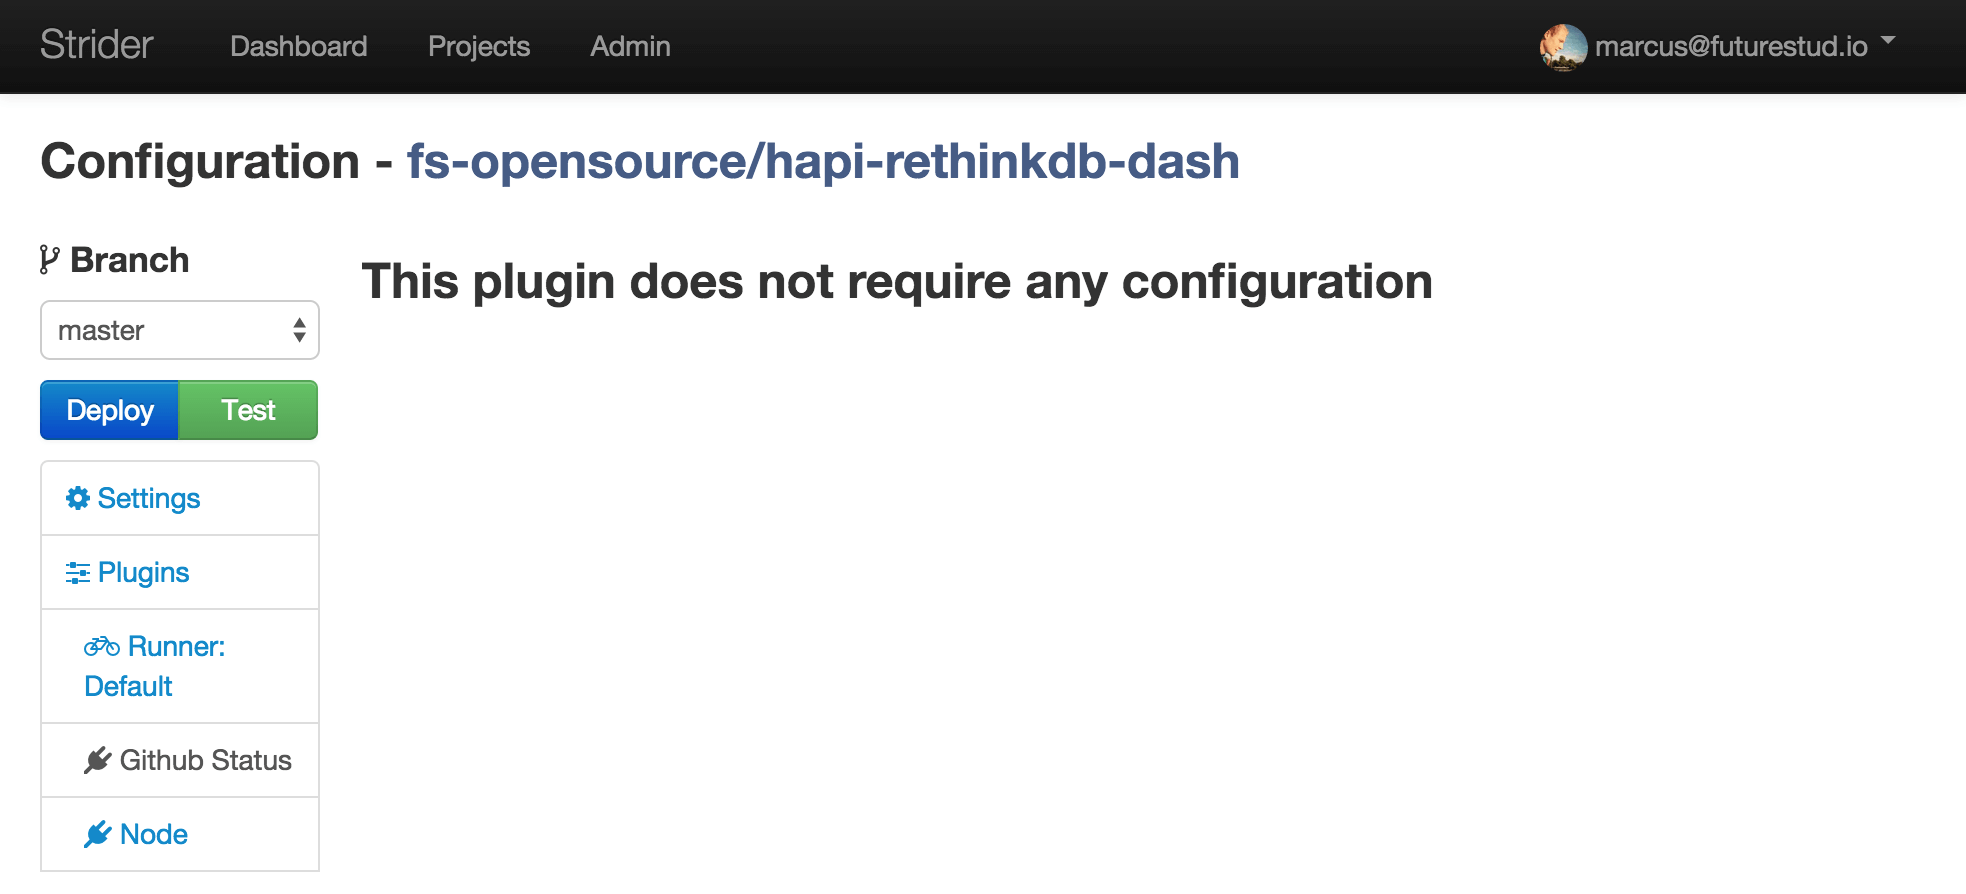 Strider Dashboard Projects Admin marcus@futurestud.io
Configuration - fs-opensource/hapi-rethinkdb-dash
Branch
This plugin does not require any configuration
master
Deploy Test
Settings
Plugins
Runner:
Default
Github Status
Node